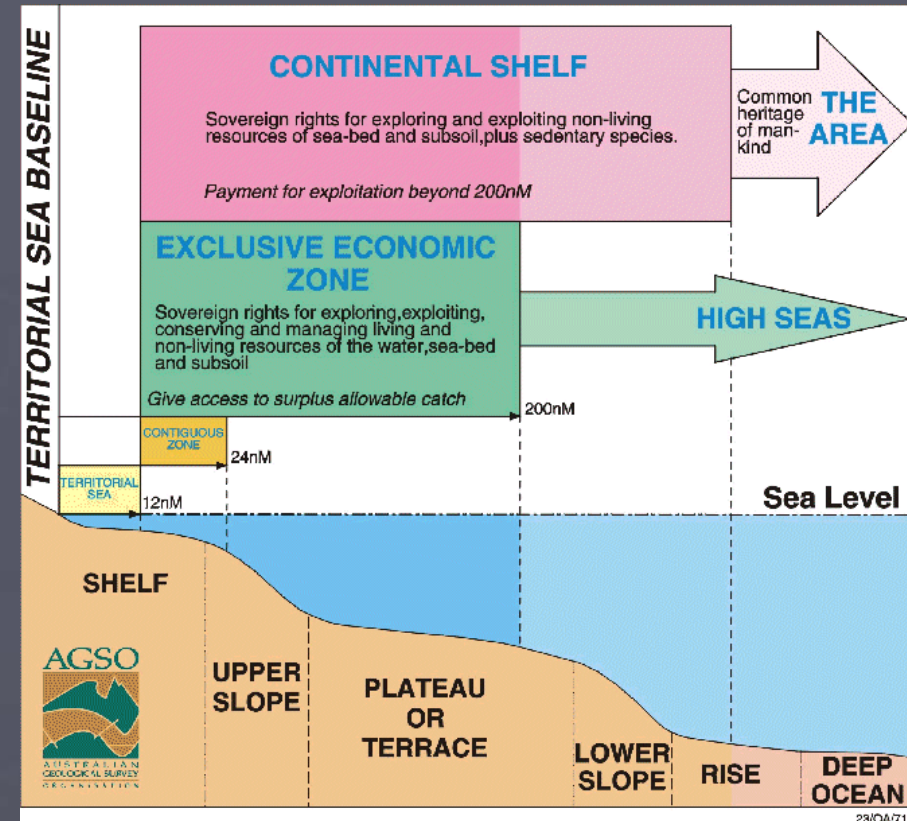 TERRITORIAL SEA BASELINE
CONTINENTAL SHELF
Sovereign rights for exploring and exploiting non-living
resources of sea-bed and subsoil,plus sedentary species.
Payment for exploitation beyond 200nM
Common
heritage
of man-
kind
THE
AREA
EXCLUSIVE ECONOMIC
ZONE
Sovereign rights for exploring,exploiting,
conserving and managing living and
non-living resources of the water,sea-bed
and subsoil
Give access to surplus allowable catch
HIGH SEAS
200nM
CONTIGUOUS
ZONE
24nM
TERRITORIAL
SEA
12nM
Sea Level
SHELF
UPPER
SLOPE
PLATEAU
OR
TERRACE
LOWER
SLOPE
RISE
DEEP
OCEAN
AGSO
AUSTRALIAN
GEOLOGICAL SURVEY
ORGANISATION
23/OA/71